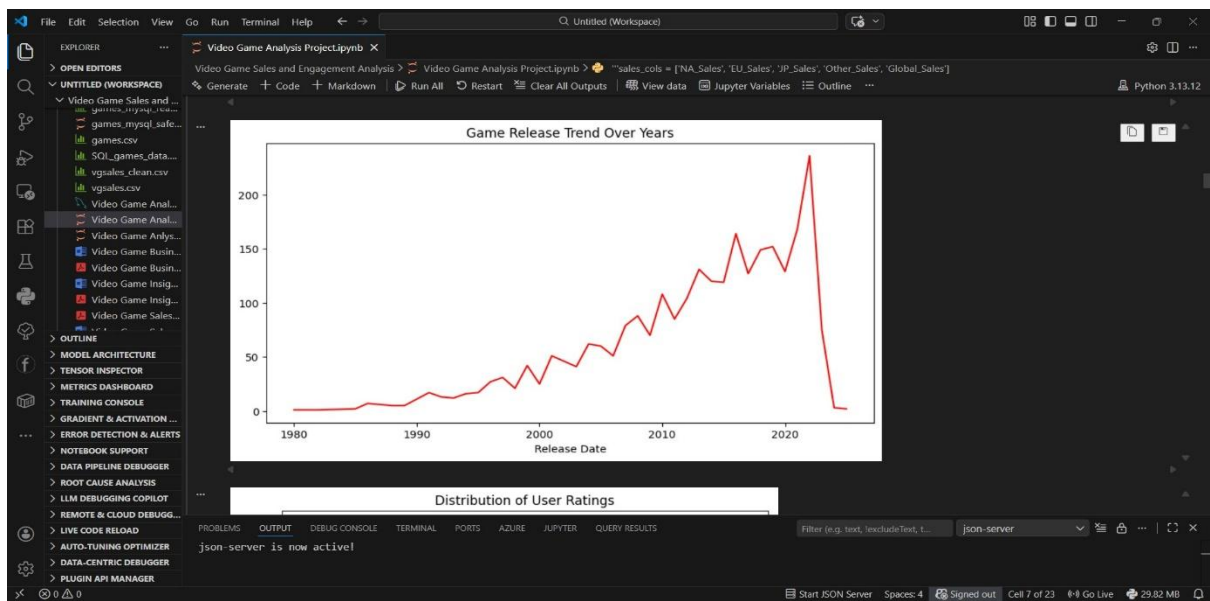 File Edit Selection View Go Run Terminal Help
Untitled (Workspace)
EXPLORER
OPEN EDITORS
UNTITLED (WORKSPACE)
Video Game Sales and ...
games_mysql_rea...
games_mysql_safe...
games.csv
SQL_games_data....
vgsales_clean.csv
vgsales.csv
Video Game Anal...
Video Game Anal...
Video Game Anlys...
Video Game Busin...
Video Game Busin...
Video Game Insig...
Video Game Insig...
Video Game Sales...
OUTLINE
MODEL ARCHITECTURE
TENSOR INSPECTOR
METRICS DASHBOARD
TRAINING CONSOLE
GRADIENT & ACTIVATION ...
ERROR DETECTION & ALERTS
NOTEBOOK SUPPORT
DATA PIPELINE DEBUGGER
ROOT CAUSE ANALYSIS
LLM DEBUGGING COPILOT
REMOTE & CLOUD DEBUGG...
LIVE CODE RELOAD
AUTO-TUNING OPTIMIZER
DATA-CENTRIC DEBUGGER
PLUGIN API MANAGER
Video Game Analysis Project.ipynb
Video Game Sales and Engagement Analysis > Video Game Analysis Project.ipynb > '''sales_cols = ['NA_Sales', 'EU_Sales', 'JP_Sales', 'Other_Sales', 'Global_Sales']
Generate + Code + Markdown Run All Restart Clear All Outputs View data Jupyter Variables Outline ... Python 3.13.12
Game Release Trend Over Years
200
150
100
50
0
1980 1990 2000 2010 2020
Release Date
Distribution of User Ratings
PROBLEMS OUTPUT DEBUG CONSOLE TERMINAL PORTS AZURE JUPYTER QUERY RESULTS Filter (e.g. text, !excludeText, t... json-server
json-server is now active!
0 0 0 Start JSON Server Spaces: 4 Signed out Cell 7 of 23 Go Live 29.82 MB